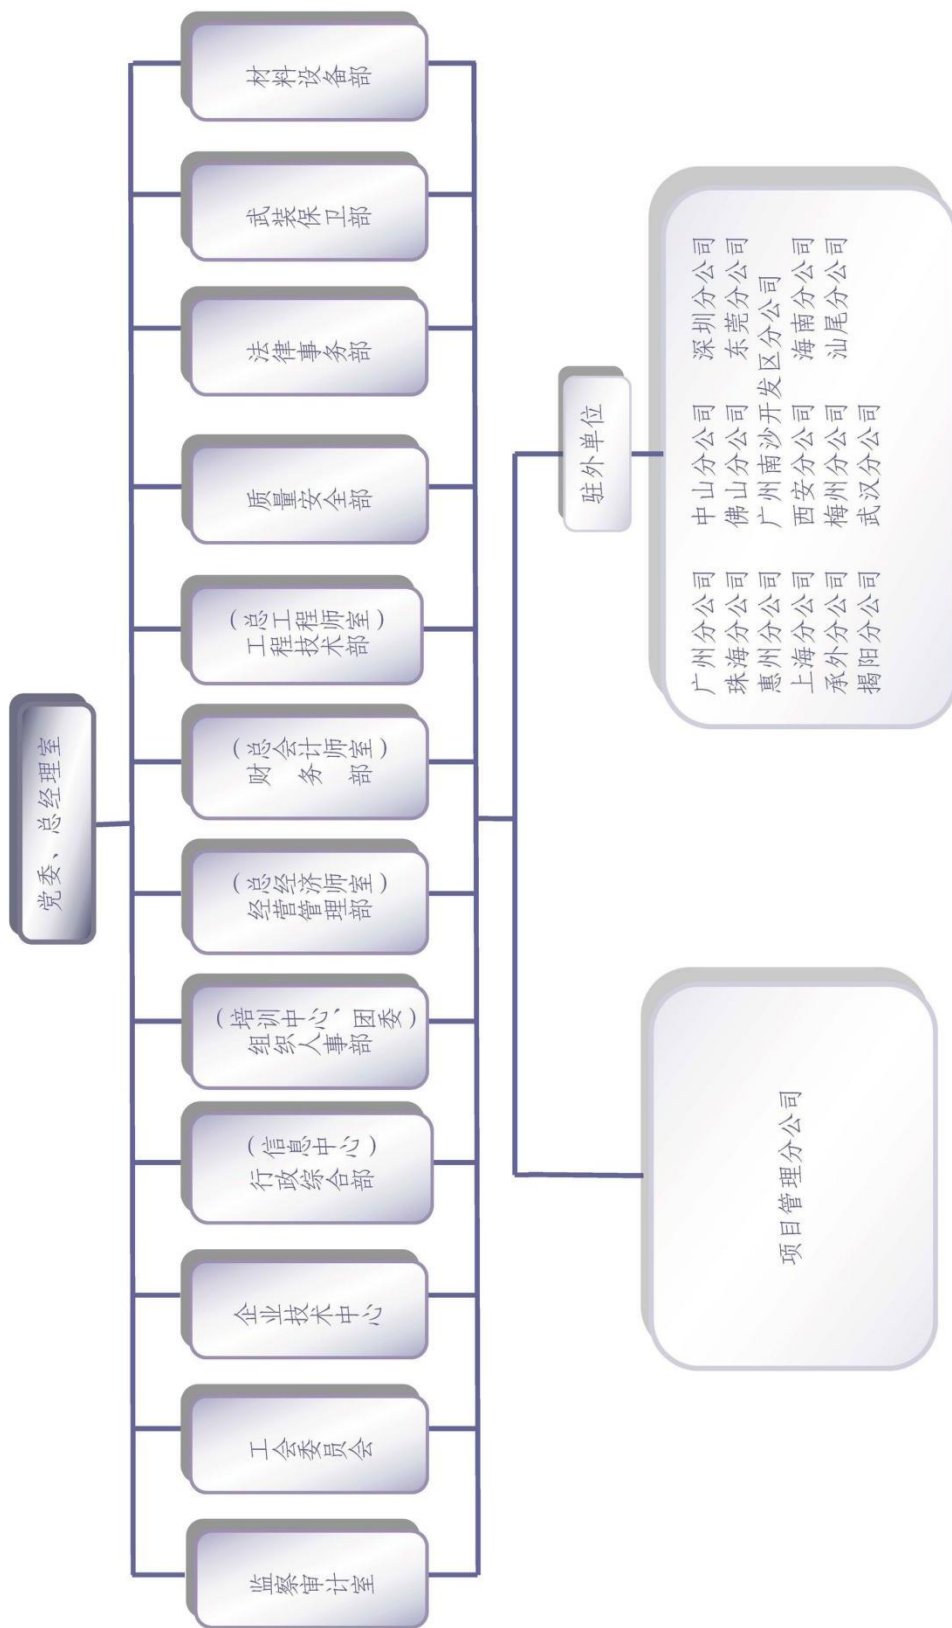 党委、总经理室
监察审计室
工会委员会
企业技术中心
行政综合部
（信息中心）
组织人事部
（培训中心、团委）
经营管理部
（总经济师室）
财务部
（总会计师室）
工程技术部
（总工程师室）
质量安全部
法律事务部
武装保卫部
材料设备部
项目管理分公司
驻外单位
广州分公司 中山分公司 深圳分公司
珠海分公司 佛山分公司 东莞分公司
惠州分公司 广州南沙开发区分公司
上海分公司 西安分公司 海南分公司
承外分公司 梅州分公司 汕尾分公司
揭阳分公司 武汉分公司